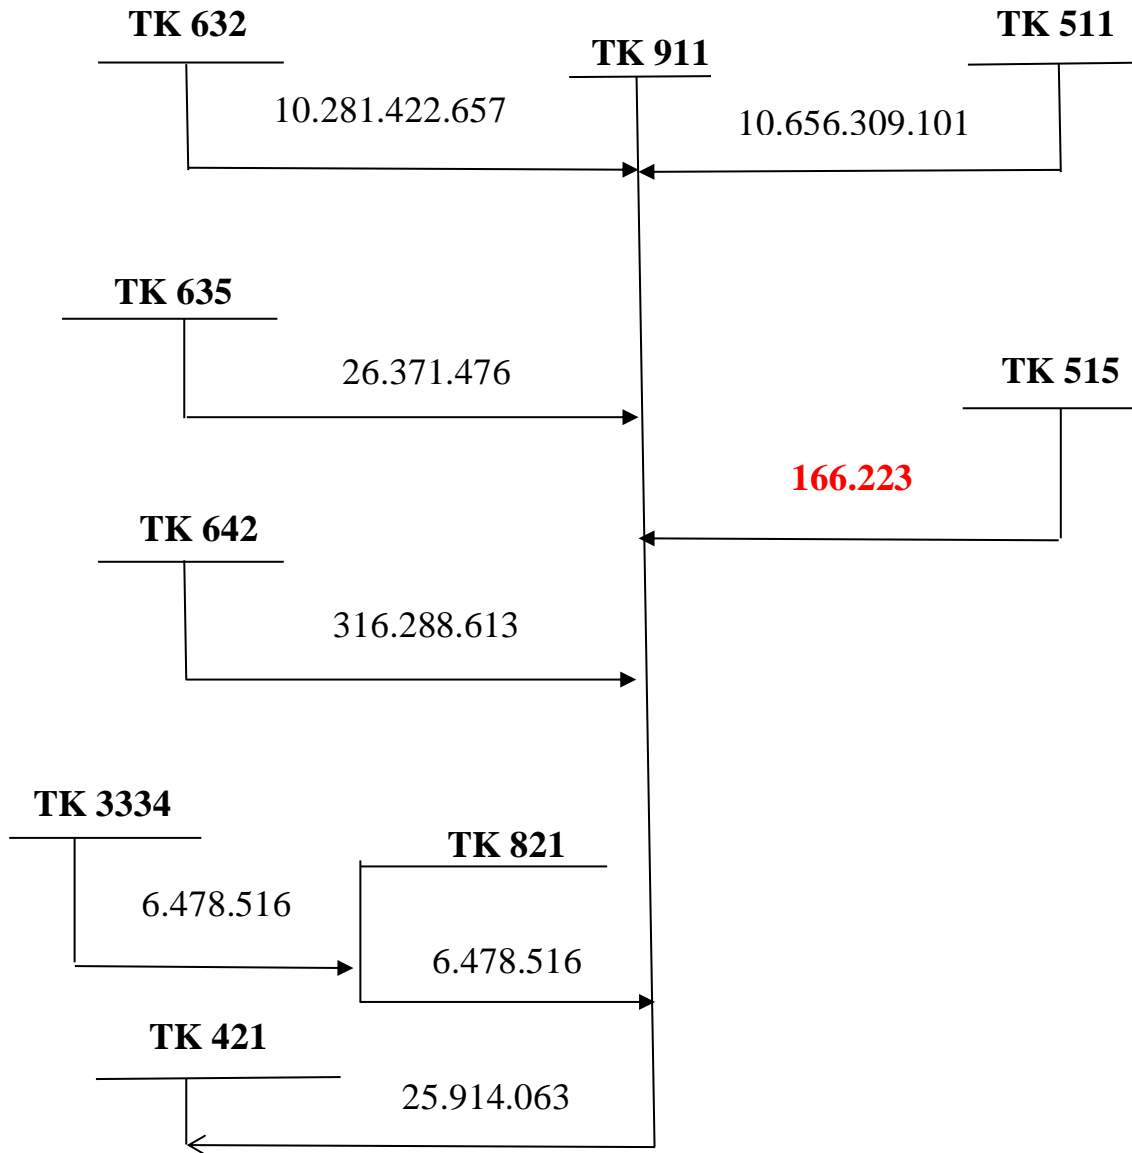 TK 632
TK 911
TK 511
10.281.422.657
10.656.309.101
TK 635
26.371.476
TK 515
166.223
TK 642
316.288.613
TK 3334
TK 821
6.478.516
6.478.516
TK 421
25.914.063